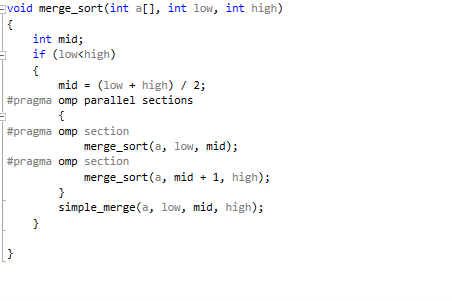 void merge_sort(int a[], int low, int high)
{
int mid;
if (low<high)
{
mid = (low + high) / 2;
#pragma omp parallel sections
{
#pragma omp section
merge_sort(a, low, mid);
#pragma omp section
merge_sort(a, mid + 1, high);
}
simple_merge(a, low, mid, high);
}
}